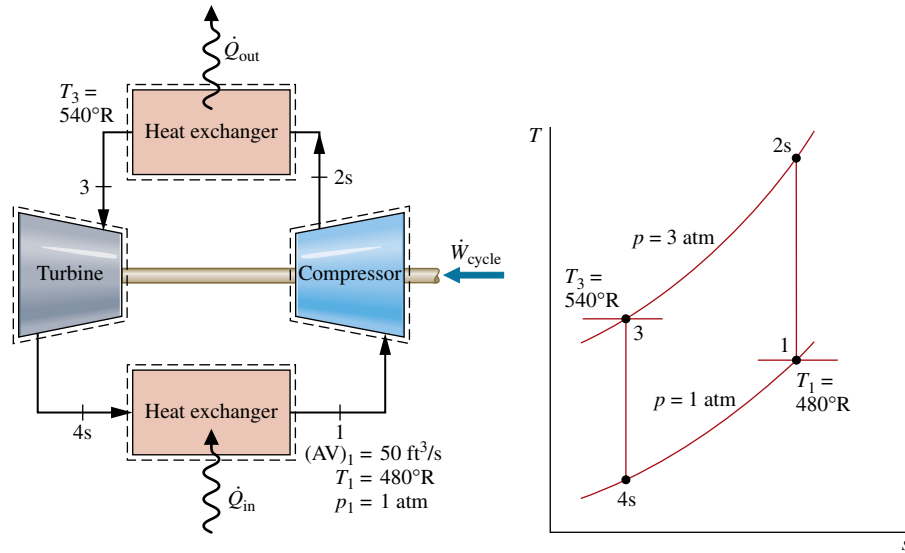 Q̇out
T3 =
540°R
Heat exchanger
3
2s
Turbine
Compressor
Ẇcycle
Heat exchanger
4s
1
(AV)1 = 50 ft³/s
T1 = 480°R
p1 = 1 atm
Q̇in
T
2s
p = 3 atm
T3 =
540°R
3
1
T1 =
480°R
p = 1 atm
4s
s